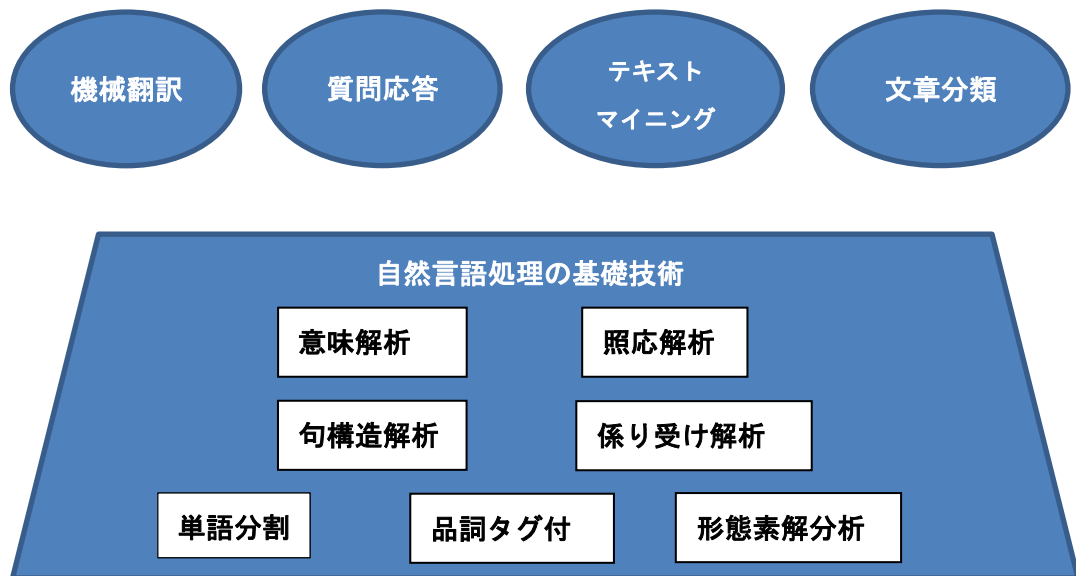 機械翻訳
質問応答
テキスト
マイニング
文章分類
自然言語処理の基礎技術
意味解析
照応解析
句構造解析
係り受け解析
単語分割
品詞タグ付
形態素解分析